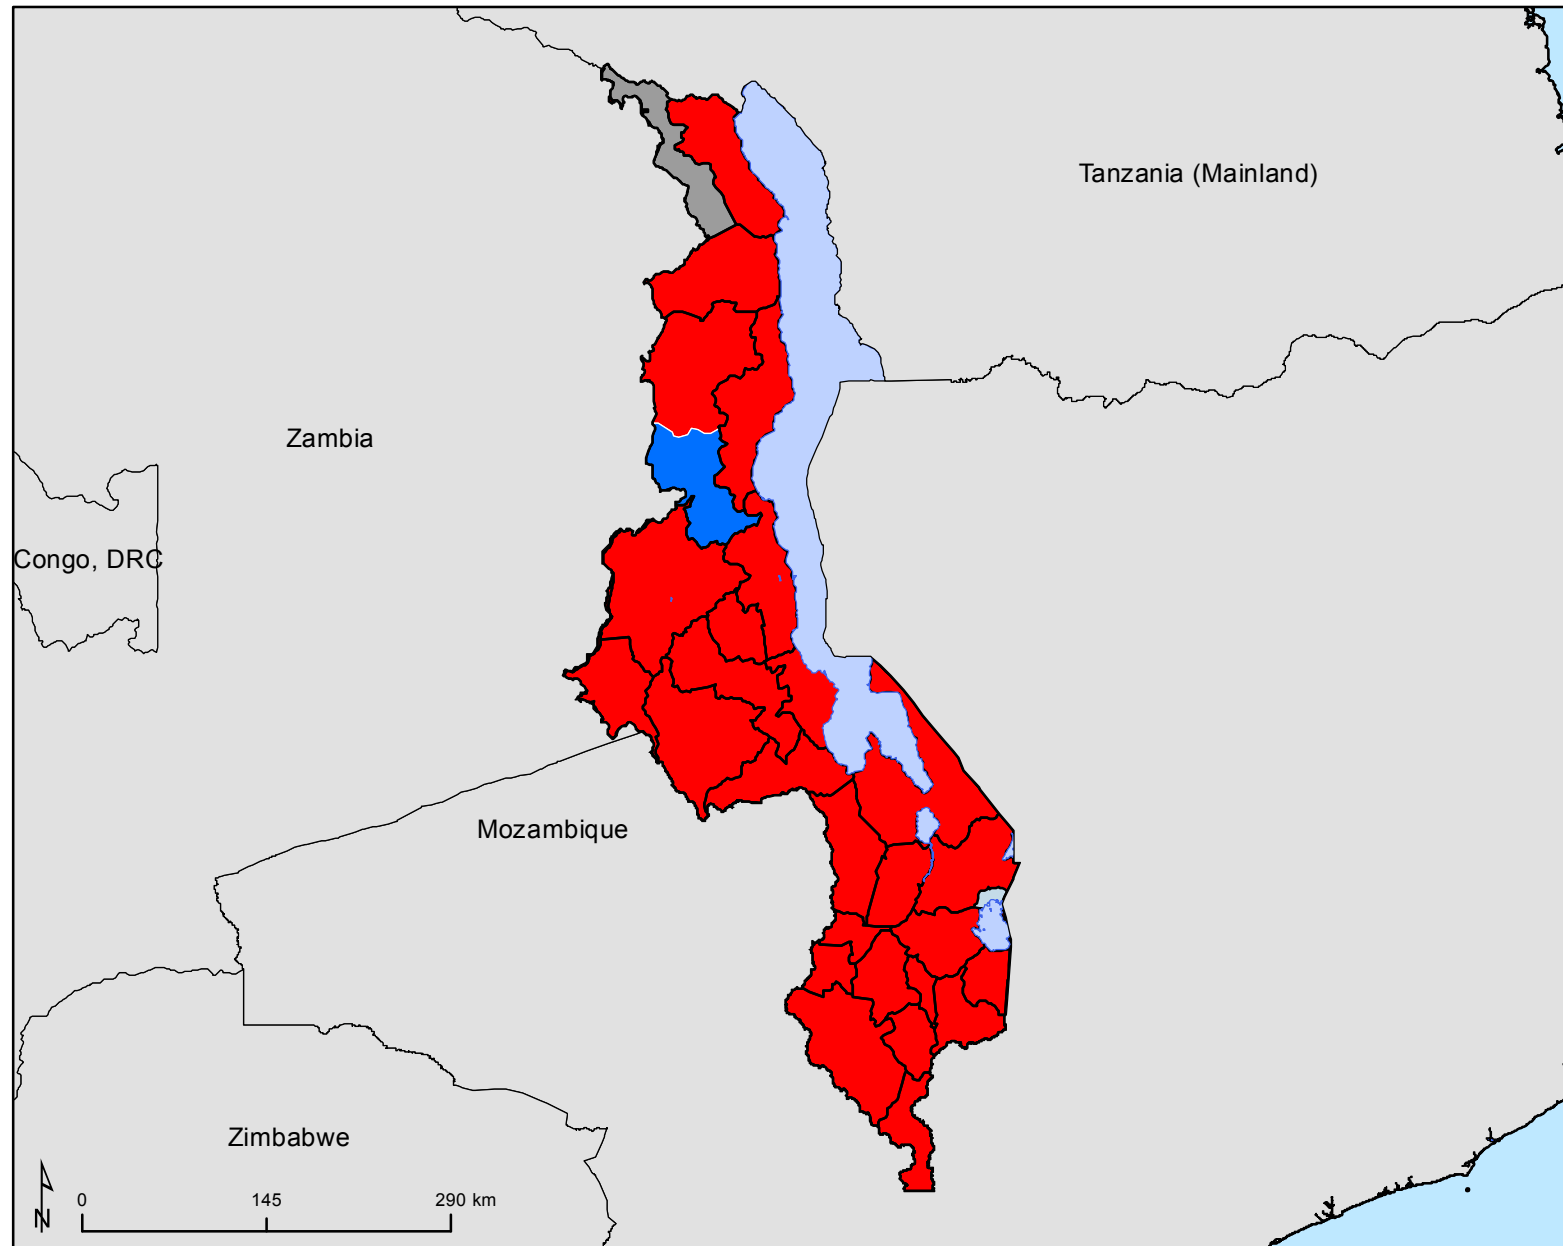 Tanzania (Mainland)
Zambia
Congo, DRC
Mozambique
Zimbabwe
N
0 145 290 km